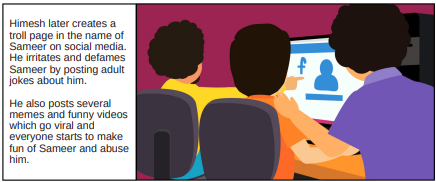 Himesh later creates a
troll page in the name of
Sameer on social media.
He irritates and defames
Sameer by posting adult
jokes about him.

He also posts several
memes and funny videos
which go viral and
everyone starts to make
fun of Sameer and abuse
him.
f